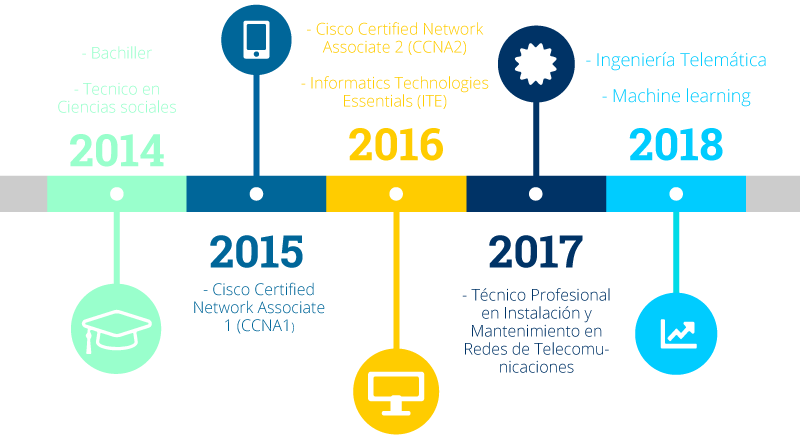 - Bachiller
- Tecnico en
Ciencias sociales
2014
2015
- Cisco Certified
Network Associate
1 (CCNA1)
- Cisco Certified Network
Associate 2 (CCNA2)
- Informatics Technologies
Essentials (ITE)
2016
2017
- Técnico Profesional
en Instalación y
Mantenimiento en
Redes de Telecomu-
nicaciones
- Ingeniería Telemática
- Machine learning
2018